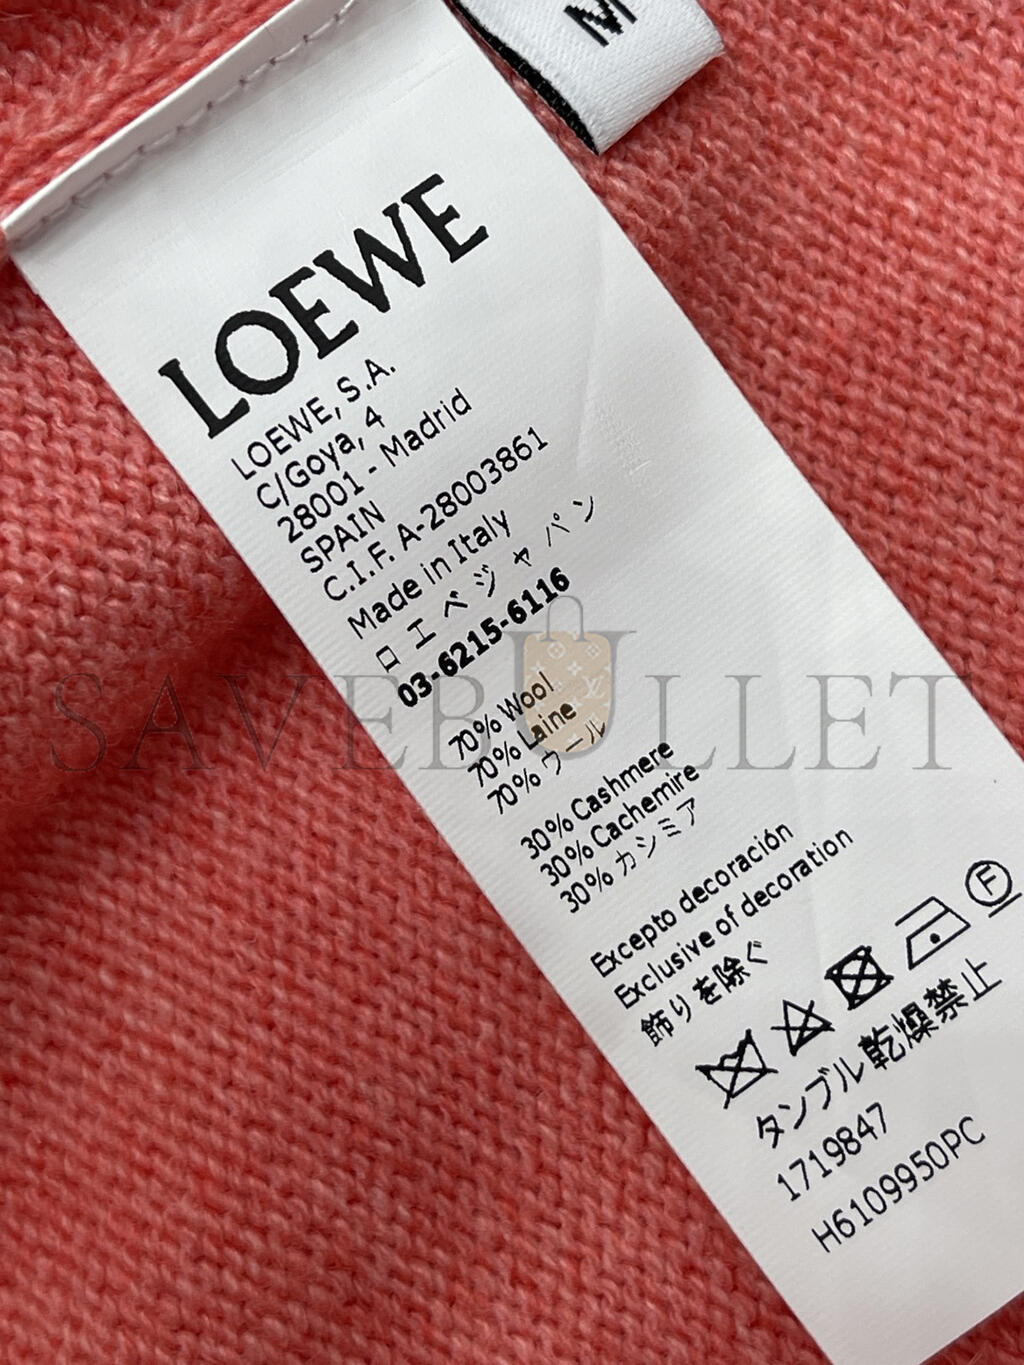 M
LOEWE
LOEWE, S.A.
C/Goya, 4
28001 - Madrid
SPAIN
C.I.F. A-28003861
Made in Italy
ロエベジャパン
03-6215-6116
70% Wool
70% Laine
70% ウール
30% Cashmere
30% Cachemire
30% カシミア
Excepto decoración
Exclusive of decoration
飾りを除ぐ
F
タンブル乾燥禁止
1719847
H6109950PC
SAVEBULLET